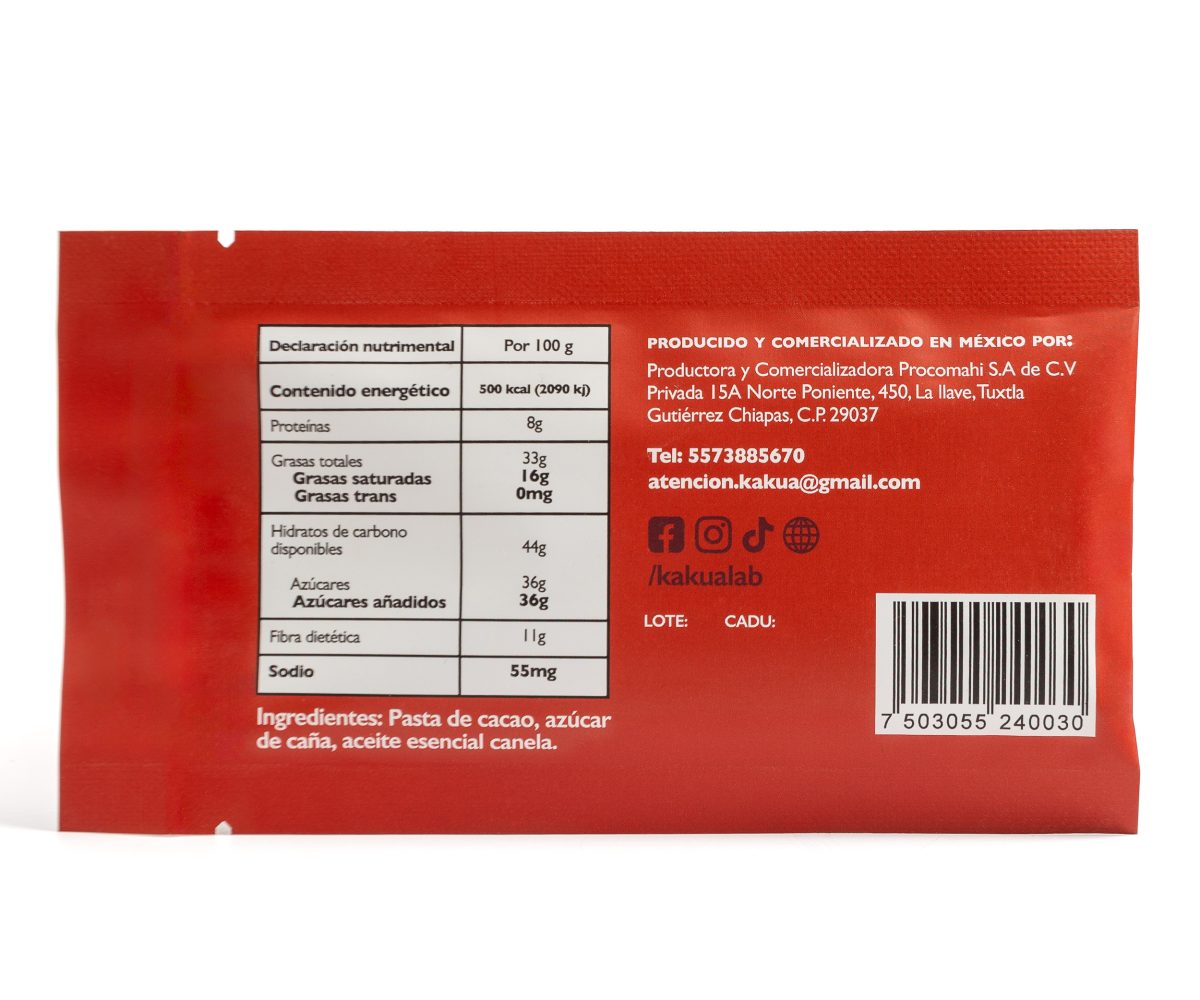 Declaración nutrimental Por 100 g
Contenido energético 500 kcal (2090 kj)
Proteínas 8g
Grasas totales 33g
Grasas saturadas 16g
Grasas trans 0mg
Hidratos de carbono
disponibles 44g
Azúcares 36g
Azúcares añadidos 36g
Fibra dietética 11g
Sodio 55mg
Ingredientes: Pasta de cacao, azúcar
de caña, aceite esencial canela.
PRODUCIDO Y COMERCIALIZADO EN MÉXICO POR:
Productora y Comercializadora Procomahi S.A de C.V
Privada 15A Norte Poniente, 450, La llave, Tuxtla
Gutiérrez Chiapas, C.P. 29037
Tel: 5573885670
atencion.kakua@gmail.com
/kakualab
LOTE: CADU:
7 503055 240030